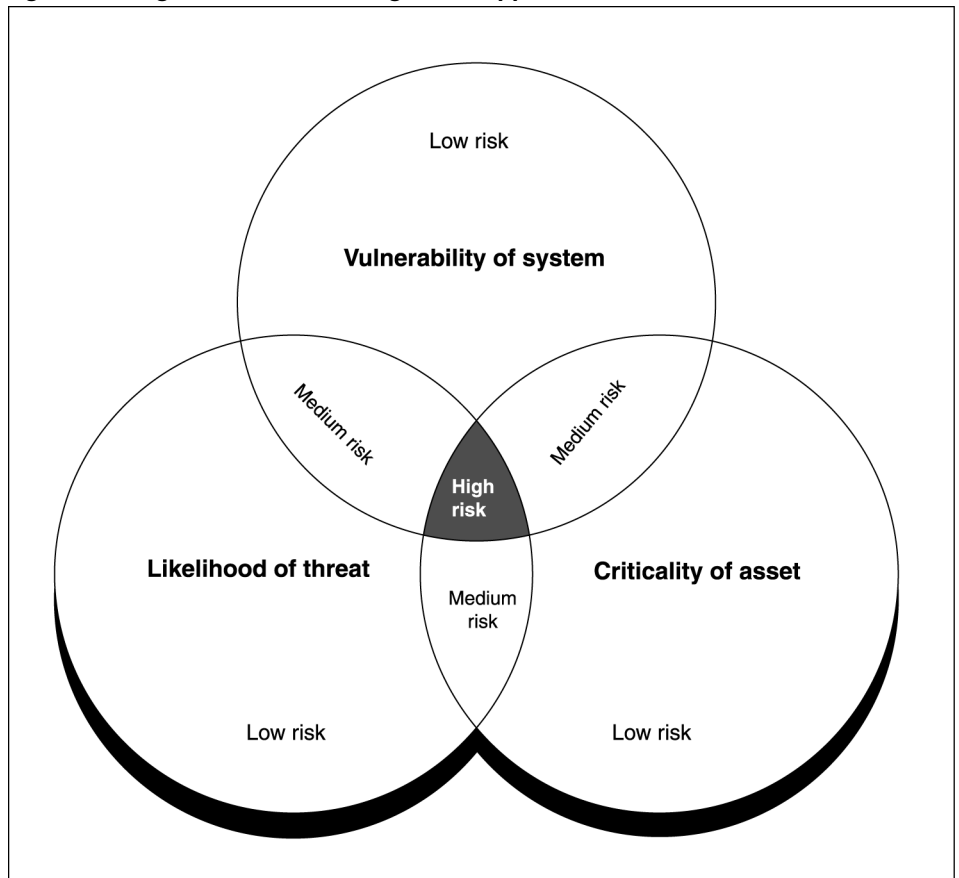 Low risk
Vulnerability of system
Medium risk
Medium risk
High
risk
Likelihood of threat
Criticality of asset
Medium
risk
Low risk
Low risk